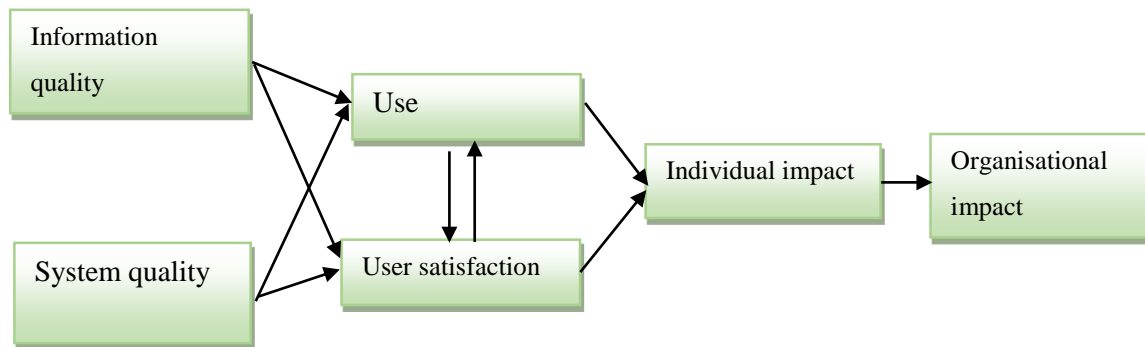 Information
quality
Use
Individual impact
Organisational
impact
System quality
User satisfaction